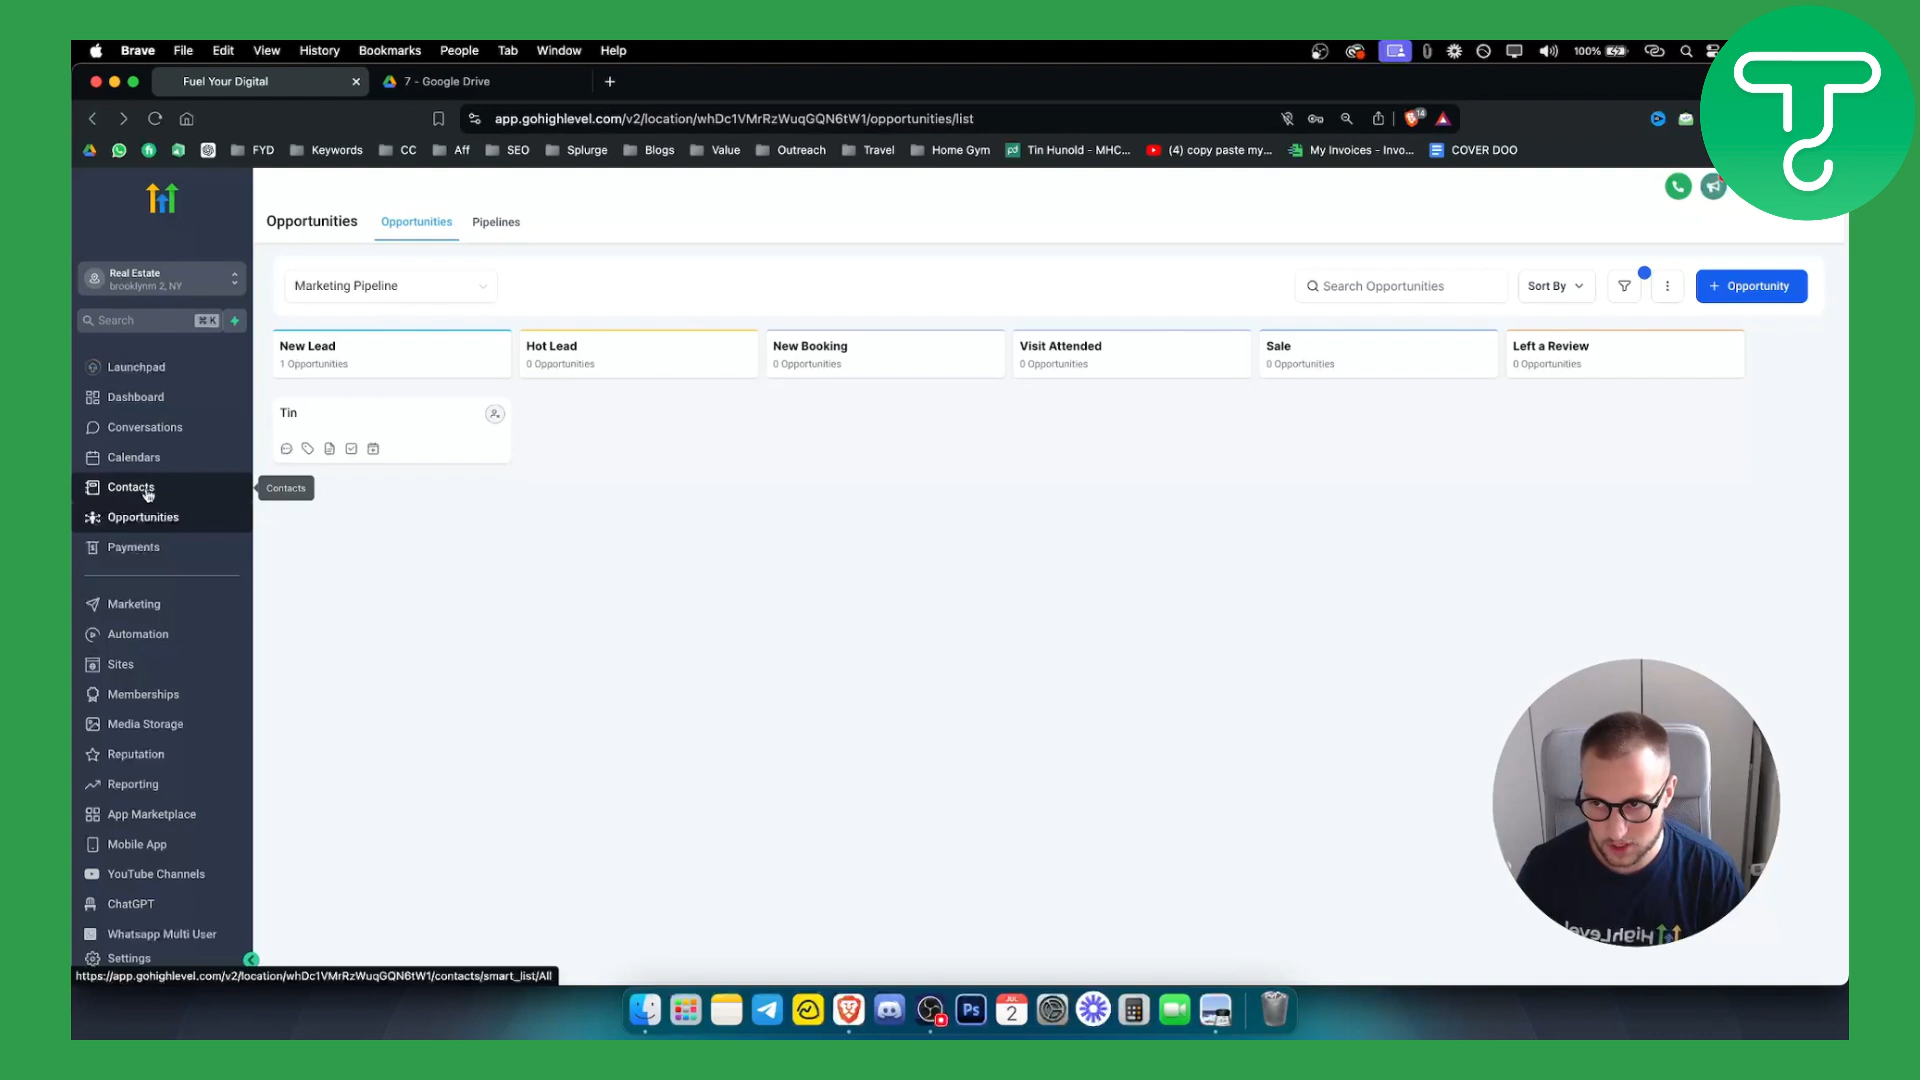 Brave File Edit View History Bookmarks People Tab Window Help 100%
Fuel Your Digital 7 - Google Drive
app.gohighlevel.com/v2/location/whDc1VMrRzWuqGQN6tW1/opportunities/list 14
FYD Keywords CC Aff SEO Splurge Blogs Value Outreach Travel Home Gym Tin Hunold - MHC... (4) copy paste my... My Invoices - Invo... COVER DOO
Real Estate
brooklynm 2, NY
Search ⌘ K
Launchpad
Dashboard
Conversations
Calendars
Contacts
Opportunities
Payments
Marketing
Automation
Sites
Memberships
Media Storage
Reputation
Reporting
App Marketplace
Mobile App
YouTube Channels
ChatGPT
Whatsapp Multi User
Settings
https://app.gohighlevel.com/v2/location/whDc1VMrRzWuqGQN6tW1/contacts/smart_list/All
Contacts
Opportunities Opportunities Pipelines
Marketing Pipeline Search Opportunities Sort By + Opportunity
New Lead Hot Lead New Booking Visit Attended Sale Left a Review
1 Opportunities 0 Opportunities 0 Opportunities 0 Opportunities 0 Opportunities 0 Opportunities
Tin
HighLevel
Ps JUL 2